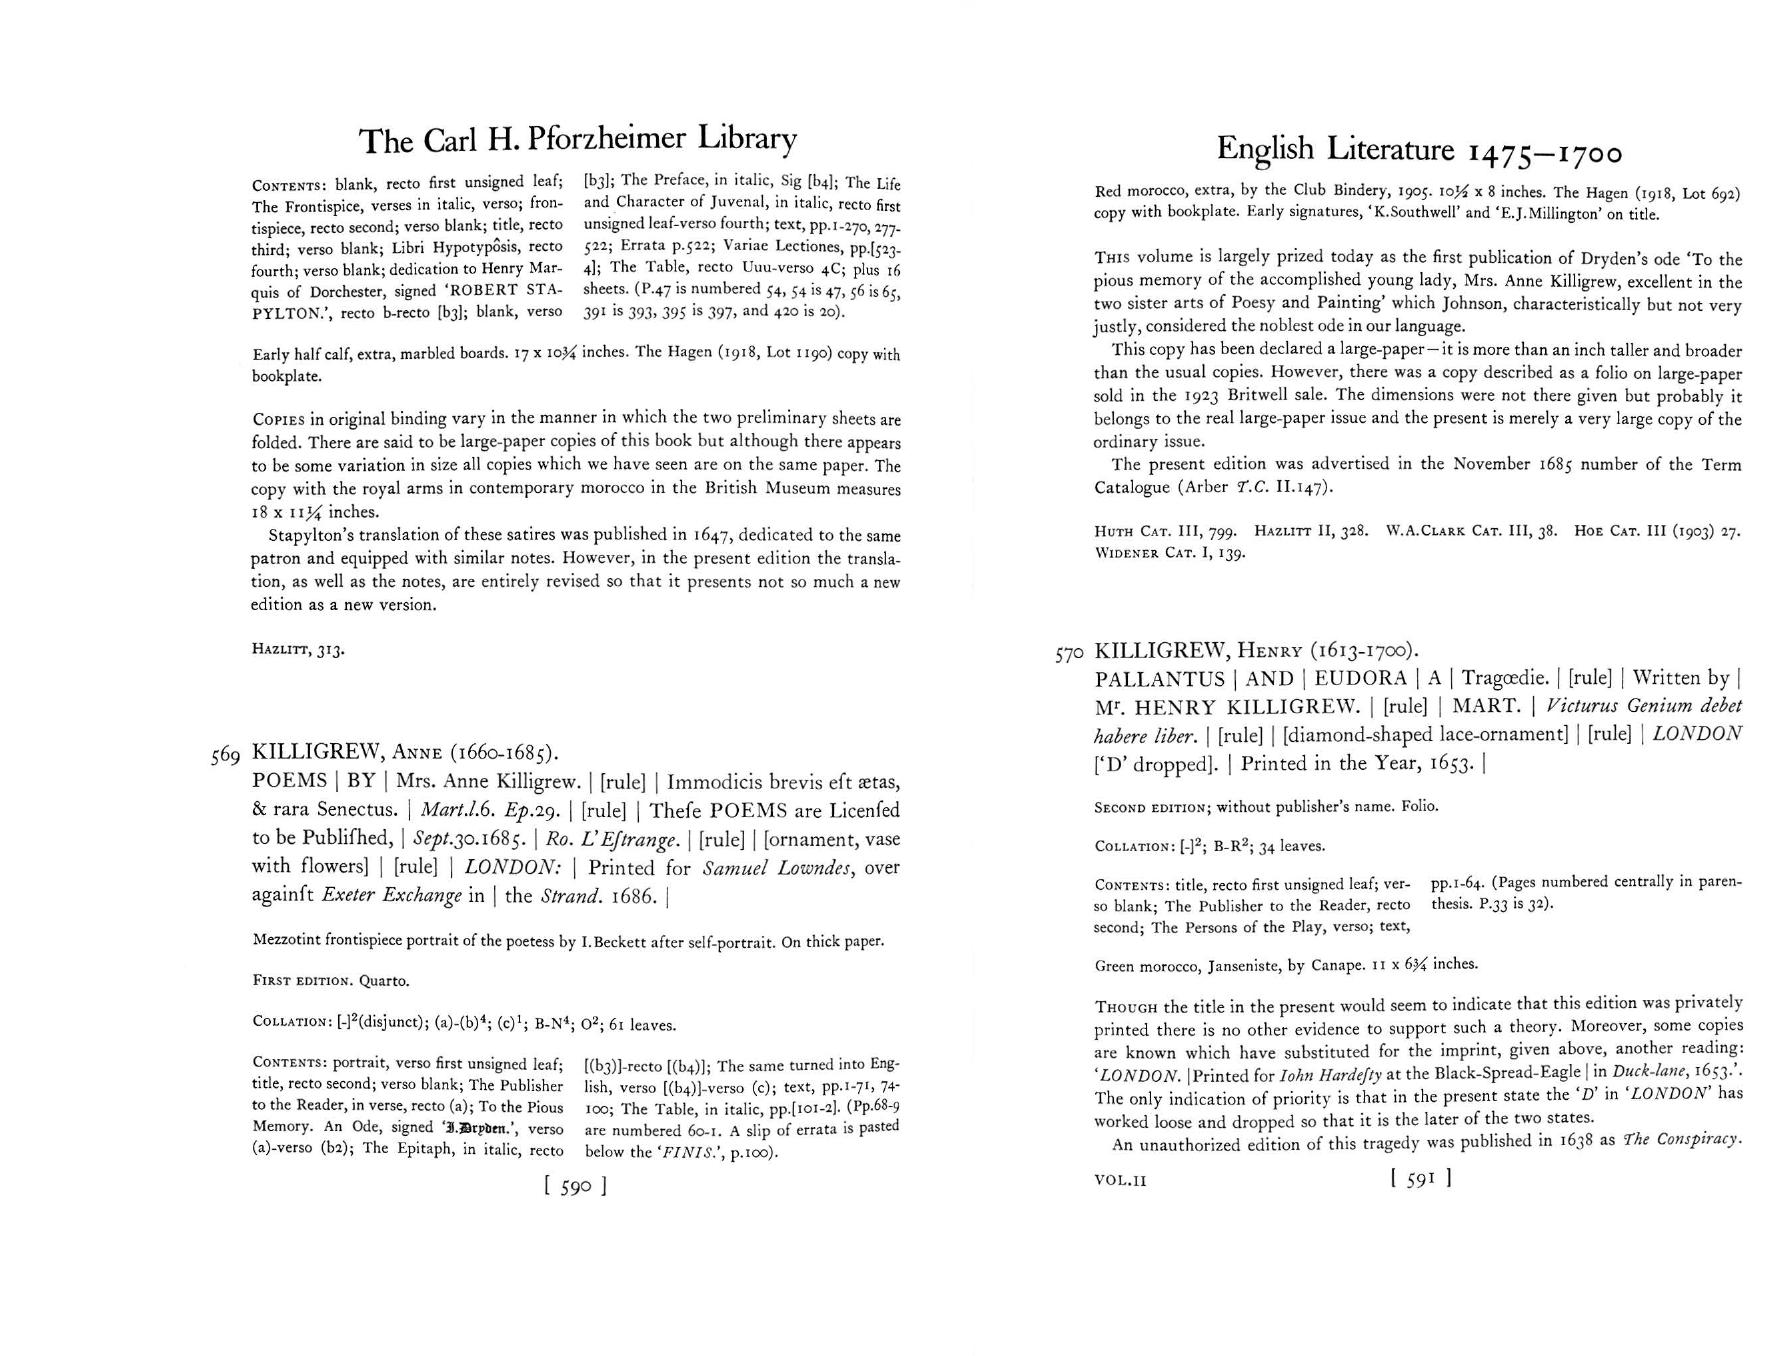 The Carl H. Pforzheimer Library
CONTENTS: blank, recto first unsigned leaf;
The Frontispice, verses in italic, verso; fron-
tispiece, recto second; verso blank; title, recto
third; verso blank; Libri Hypotypôsis, recto
fourth; verso blank; dedication to Henry Mar-
quis of Dorchester, signed ‘ROBERT STA-
PYLTON.’, recto b-recto [b3]; blank, verso
[b3]; The Preface, in italic, Sig [b4]; The Life
and Character of Juvenal, in italic, recto first
unsigned leaf-verso fourth; text, pp.1-270, 277-
522; Errata p.522; Variae Lectiones, pp.[523-
4]; The Table, recto Uuu-verso 4C; plus 16
sheets. (P.47 is numbered 54, 54 is 47, 56 is 65,
391 is 393, 395 is 397, and 420 is 20).
Early half calf, extra, marbled boards. 17 x 10¾ inches. The Hagen (1918, Lot 1190) copy with
bookplate.
COPIES in original binding vary in the manner in which the two preliminary sheets are
folded. There are said to be large-paper copies of this book but although there appears
to be some variation in size all copies which we have seen are on the same paper. The
copy with the royal arms in contemporary morocco in the British Museum measures
18 x 11¼ inches.
Stapylton’s translation of these satires was published in 1647, dedicated to the same
patron and equipped with similar notes. However, in the present edition the transla-
tion, as well as the notes, are entirely revised so that it presents not so much a new
edition as a new version.
HAZLITT, 313.
569 KILLIGREW, ANNE (1660-1685).
POEMS | BY | Mrs. Anne Killigrew. | [rule] | Immodicis brevis eſt ætas,
& rara Senectus. | Mart.l.6. Ep.29. | [rule] | Theſe POEMS are Licenſed
to be Publiſhed, | Sept.30.1685. | Ro. L’Eſtrange. | [rule] | [ornament, vase
with flowers] | [rule] | LONDON: | Printed for Samuel Lowndes, over
againſt Exeter Exchange in | the Strand. 1686. |
Mezzotint frontispiece portrait of the poetess by I.Beckett after self-portrait. On thick paper.
FIRST EDITION. Quarto.
COLLATION: [-]²(disjunct); (a)-(b)⁴; (c)¹; B-N⁴; O²; 61 leaves.
CONTENTS: portrait, verso first unsigned leaf;
title, recto second; verso blank; The Publisher
to the Reader, in verse, recto (a); To the Pious
Memory. An Ode, signed ‘J.Dryden.’, verso
(a)-verso (b2); The Epitaph, in italic, recto
[(b3)]-recto [(b4)]; The same turned into Eng-
lish, verso [(b4)]-verso (c); text, pp.1-71, 74-
100; The Table, in italic, pp.[101-2]. (Pp.68-9
are numbered 60-1. A slip of errata is pasted
below the ‘FINIS.’, p.100).
[ 590 ]
English Literature 1475–1700
Red morocco, extra, by the Club Bindery, 1905. 10½ x 8 inches. The Hagen (1918, Lot 692)
copy with bookplate. Early signatures, ‘K.Southwell’ and ‘E.J.Millington’ on title.
THIS volume is largely prized today as the first publication of Dryden’s ode ‘To the
pious memory of the accomplished young lady, Mrs. Anne Killigrew, excellent in the
two sister arts of Poesy and Painting’ which Johnson, characteristically but not very
justly, considered the noblest ode in our language.
This copy has been declared a large-paper—it is more than an inch taller and broader
than the usual copies. However, there was a copy described as a folio on large-paper
sold in the 1923 Britwell sale. The dimensions were not there given but probably it
belongs to the real large-paper issue and the present is merely a very large copy of the
ordinary issue.
The present edition was advertised in the November 1685 number of the Term
Catalogue (Arber T.C. II.147).
HUTH CAT. III, 799. HAZLITT II, 328. W.A.CLARK CAT. III, 38. HOE CAT. III (1903) 27.
WIDENER CAT. I, 139.
570 KILLIGREW, HENRY (1613-1700).
PALLANTUS | AND | EUDORA | A | Tragœdie. | [rule] | Written by |
Mʳ. HENRY KILLIGREW. | [rule] | MART. | Victurus Genium debet
habere liber. | [rule] | [diamond-shaped lace-ornament] | [rule] | LONDON
[‘D’ dropped]. | Printed in the Year, 1653. |
SECOND EDITION; without publisher’s name. Folio.
COLLATION: [-]²; B-R²; 34 leaves.
CONTENTS: title, recto first unsigned leaf; ver-
so blank; The Publisher to the Reader, recto
second; The Persons of the Play, verso; text,
pp.1-64. (Pages numbered centrally in paren-
thesis. P.33 is 32).
Green morocco, Janseniste, by Canape. 11 x 6¾ inches.
THOUGH the title in the present would seem to indicate that this edition was privately
printed there is no other evidence to support such a theory. Moreover, some copies
are known which have substituted for the imprint, given above, another reading:
‘LONDON. |Printed for Iohn Hardeſty at the Black-Spread-Eagle | in Duck-lane, 1653.’.
The only indication of priority is that in the present state the ‘D’ in ‘LONDON’ has
worked loose and dropped so that it is the later of the two states.
An unauthorized edition of this tragedy was published in 1638 as The Conspiracy.
VOL.II
[ 591 ]